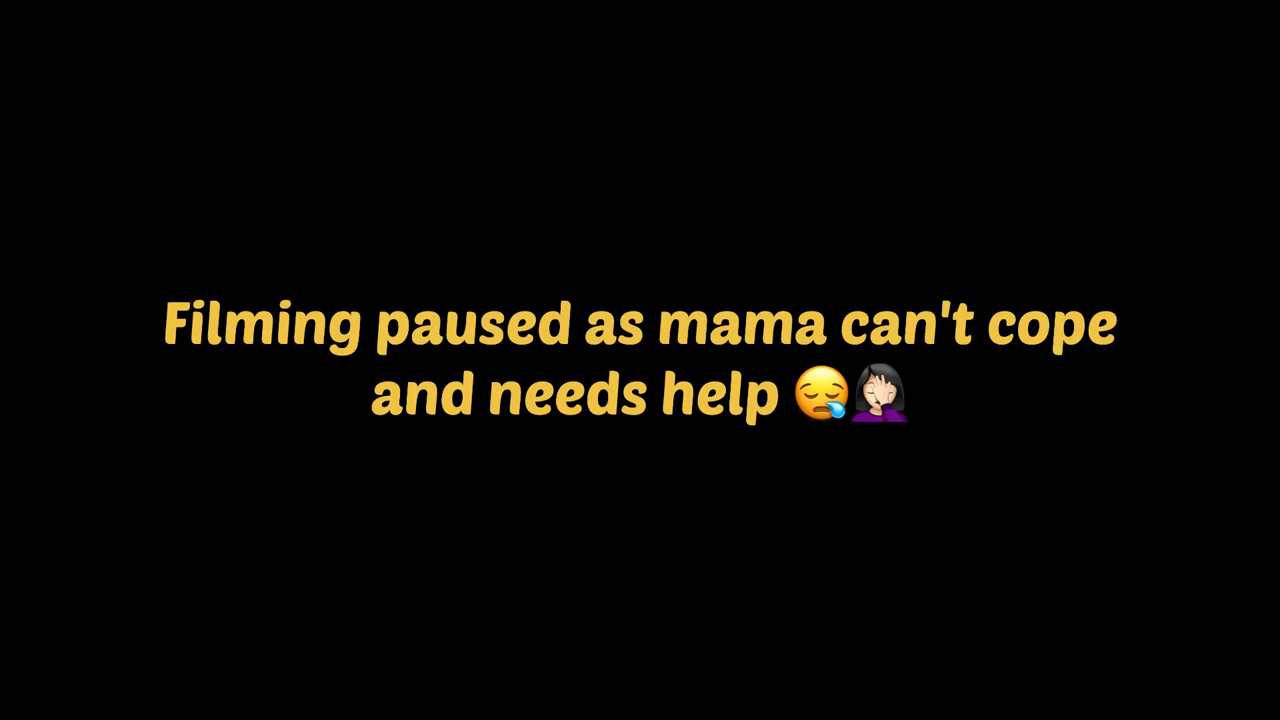 Filming paused as mama can't cope
and needs help 😪🤦🏻‍♀️